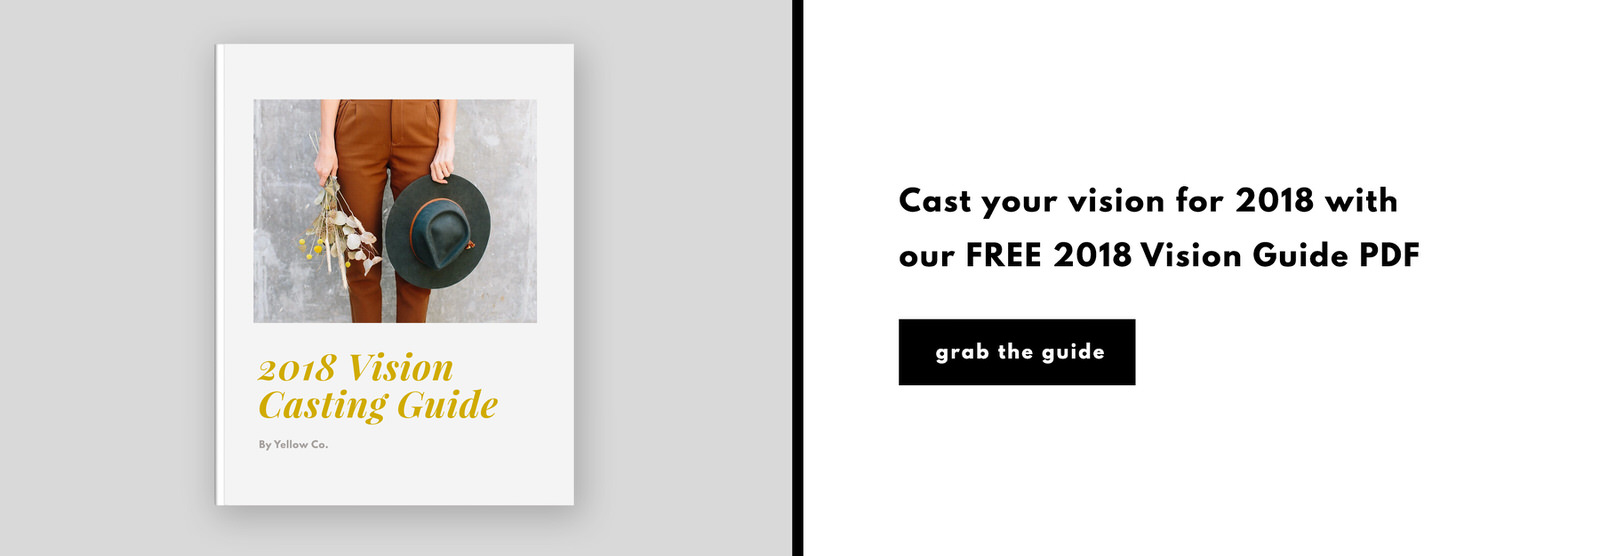 2018 Vision
Casting Guide
By Yellow Co.
Cast your vision for 2018 with
our FREE 2018 Vision Guide PDF
grab the guide